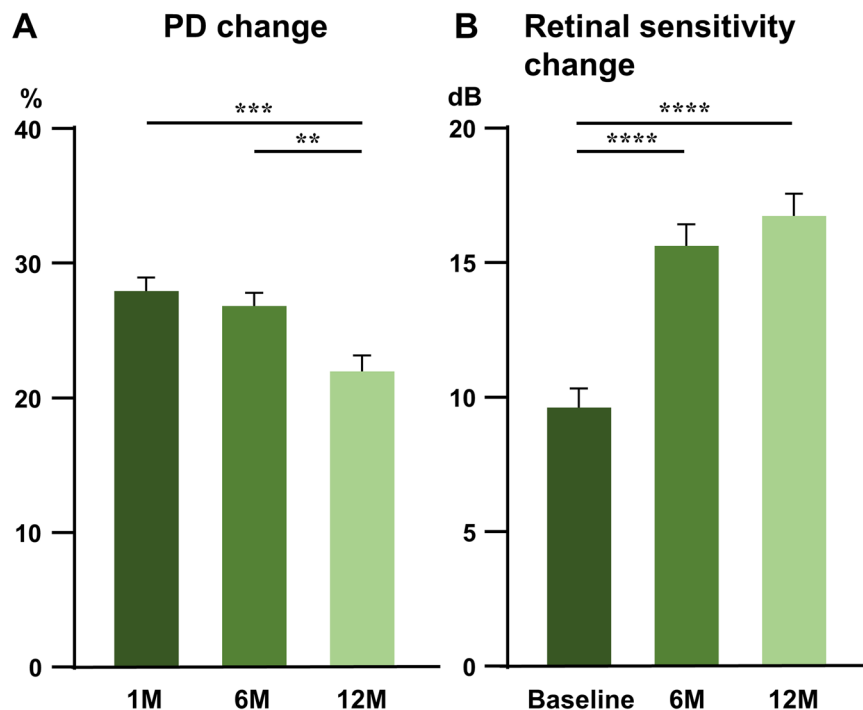 A PD change
%
***
**
40
30
20
10
0
1M 6M 12M
B Retinal sensitivity
change
dB
****
****
20
15
10
5
0
Baseline 6M 12M